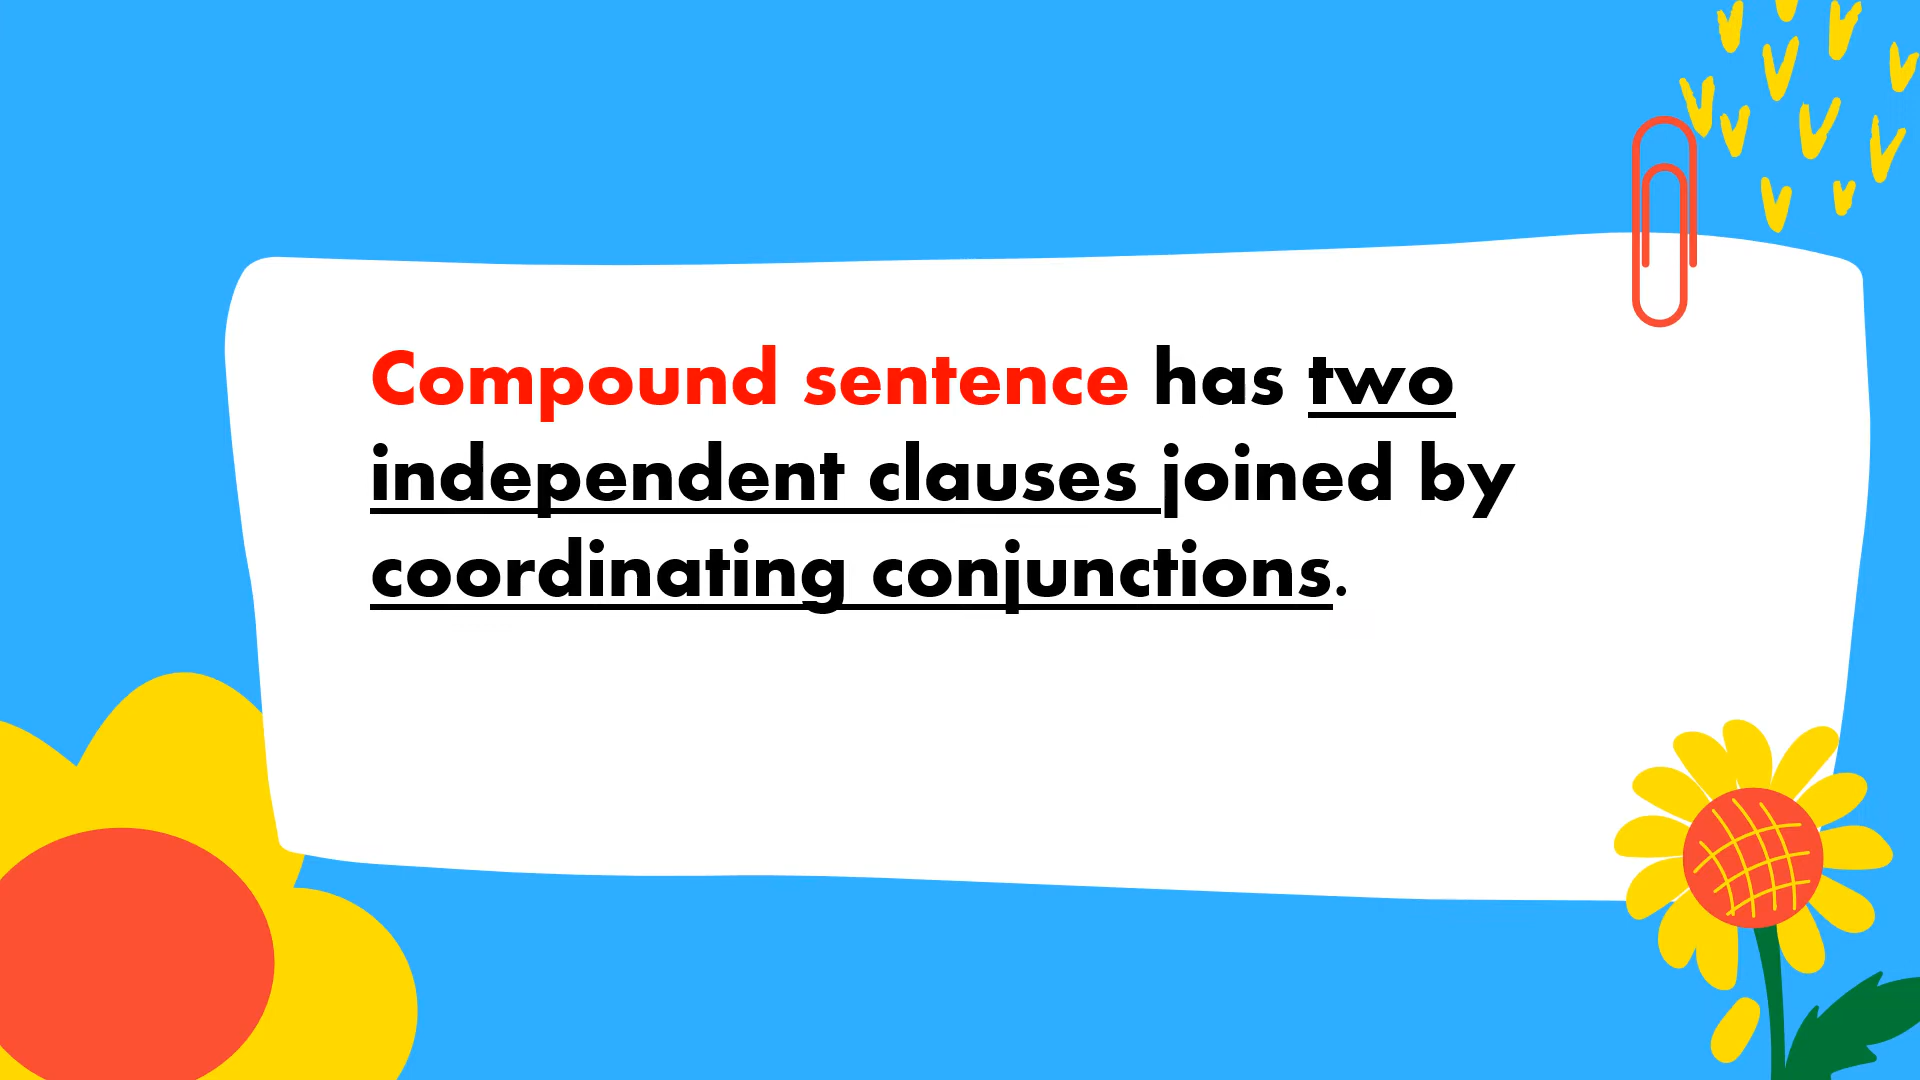 Compound sentence has two
independent clauses joined by
coordinating conjunctions.